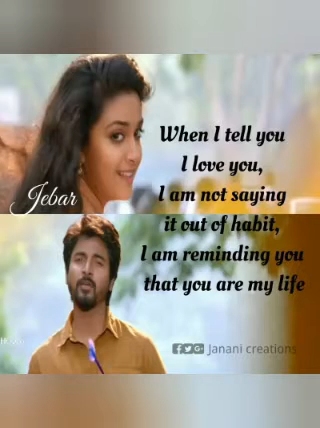 When I tell you
I love you,
I am not saying
Jebar
it out of habit,
I am reminding you
that you are my life
Janani creations